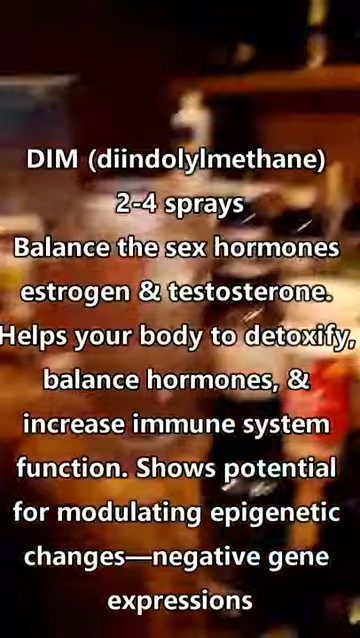 DIM (diindolylmethane)
2-4 sprays
Balance the sex hormones
estrogen & testosterone.
Helps your body to detoxify,
balance hormones, &
increase immune system
function. Shows potential
for modulating epigenetic
changes—negative gene
expressions